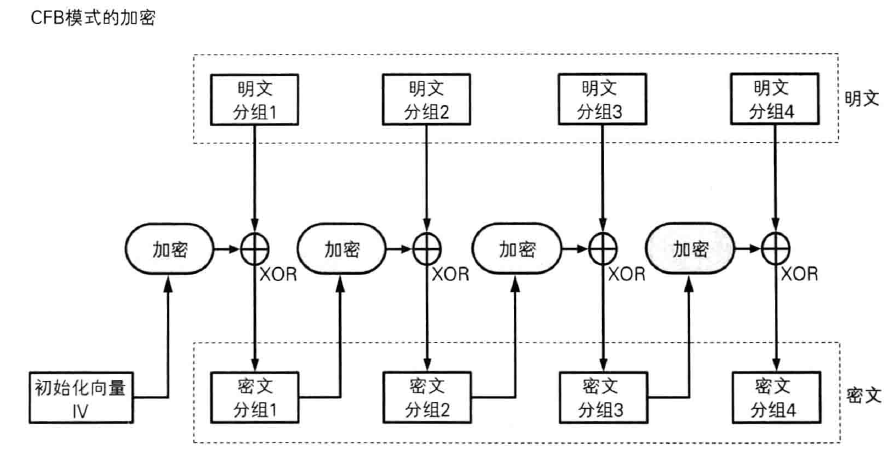 CFB模式的加密
明文
分组1
明文
分组2
明文
分组3
明文
分组4
明文
加密
XOR
加密
XOR
加密
XOR
加密
XOR
初始化向量
IV
密文
分组1
密文
分组2
密文
分组3
密文
分组4
密文